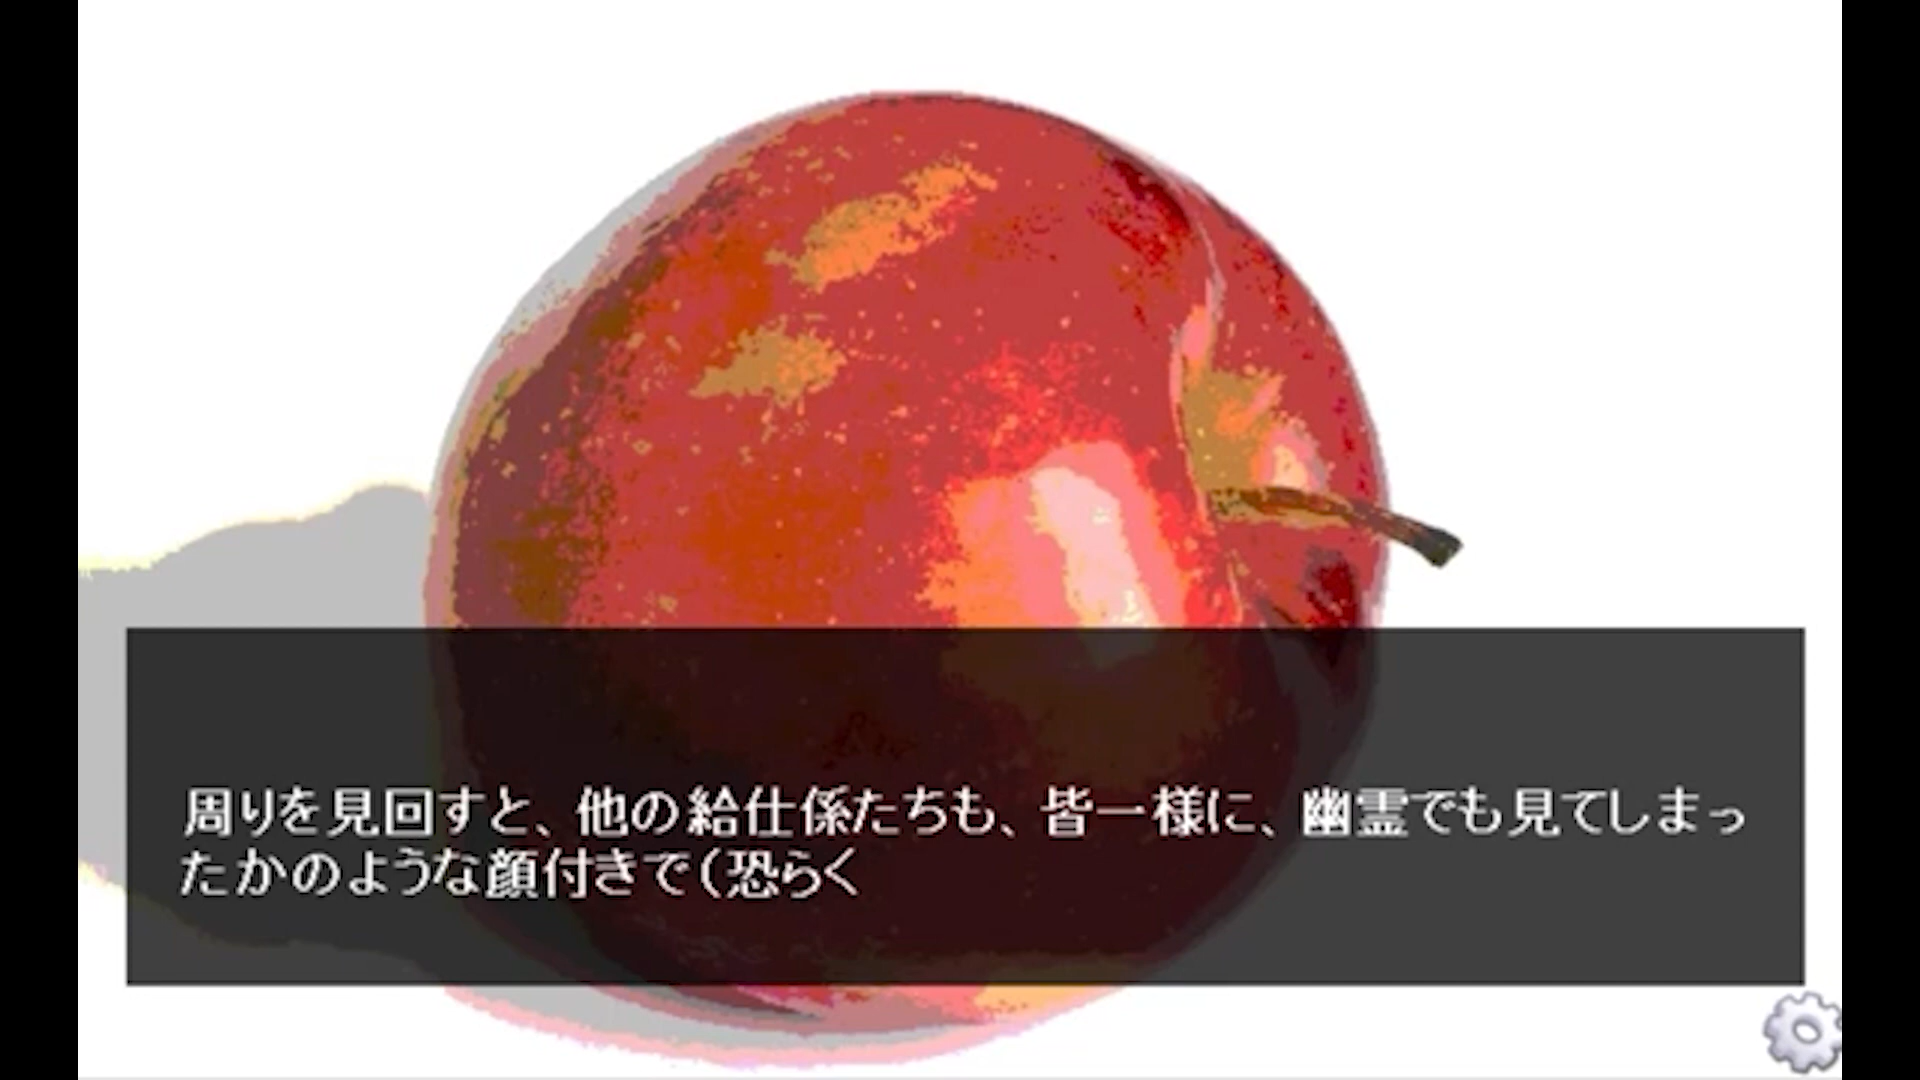 周りを見回すと、他の給仕係たちも、皆一様に、幽霊でも見てしまっ
たかのような顔付きで(恐らく